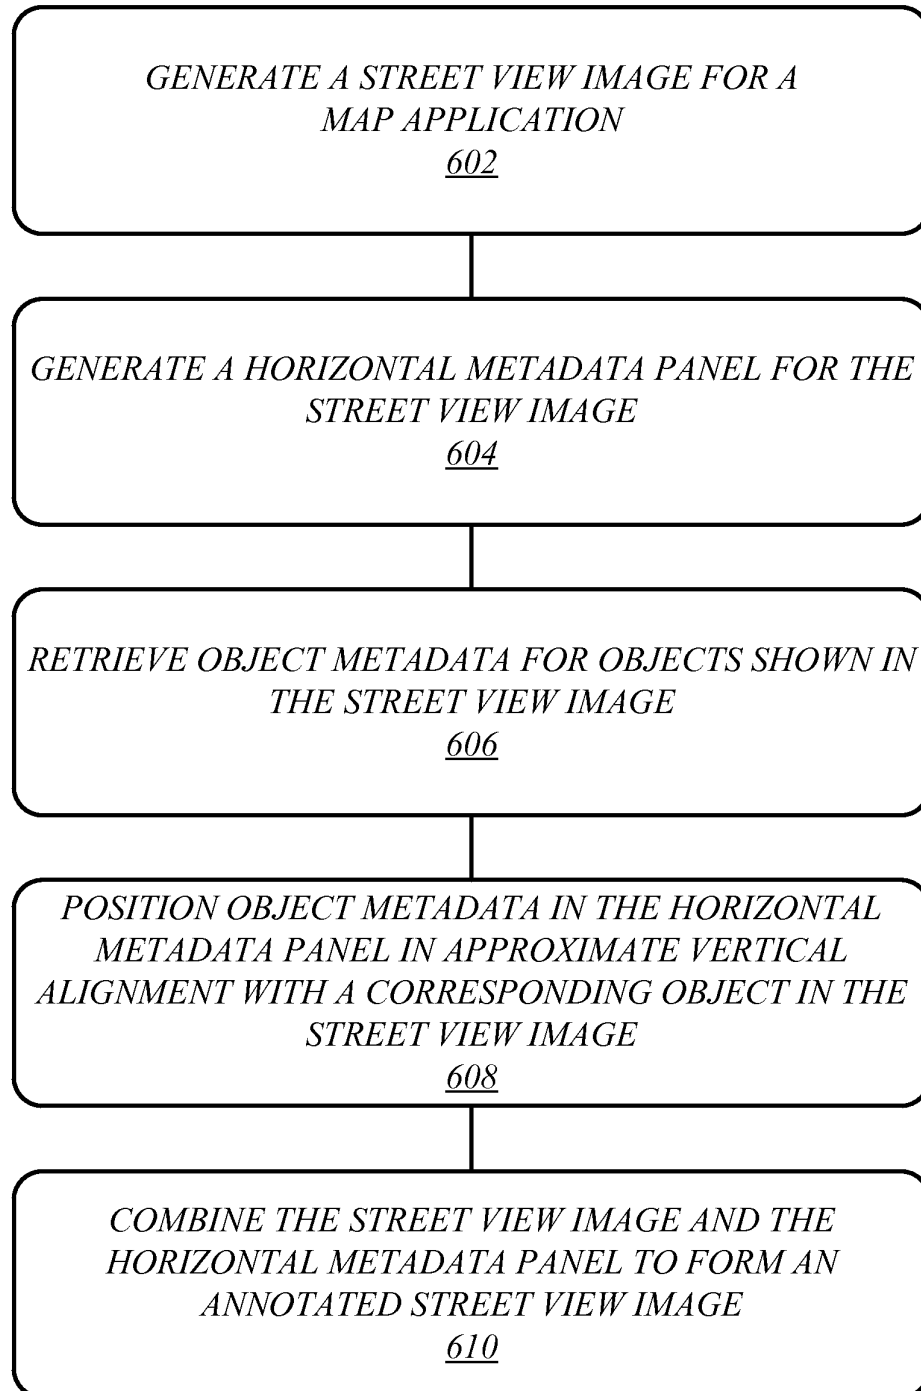 GENERATE A STREET VIEW IMAGE FOR A
MAP APPLICATION
602
GENERATE A HORIZONTAL METADATA PANEL FOR THE
STREET VIEW IMAGE
604
RETRIEVE OBJECT METADATA FOR OBJECTS SHOWN IN
THE STREET VIEW IMAGE
606
POSITION OBJECT METADATA IN THE HORIZONTAL
METADATA PANEL IN APPROXIMATE VERTICAL
ALIGNMENT WITH A CORRESPONDING OBJECT IN THE
STREET VIEW IMAGE
608
COMBINE THE STREET VIEW IMAGE AND THE
HORIZONTAL METADATA PANEL TO FORM AN
ANNOTATED STREET VIEW IMAGE
610